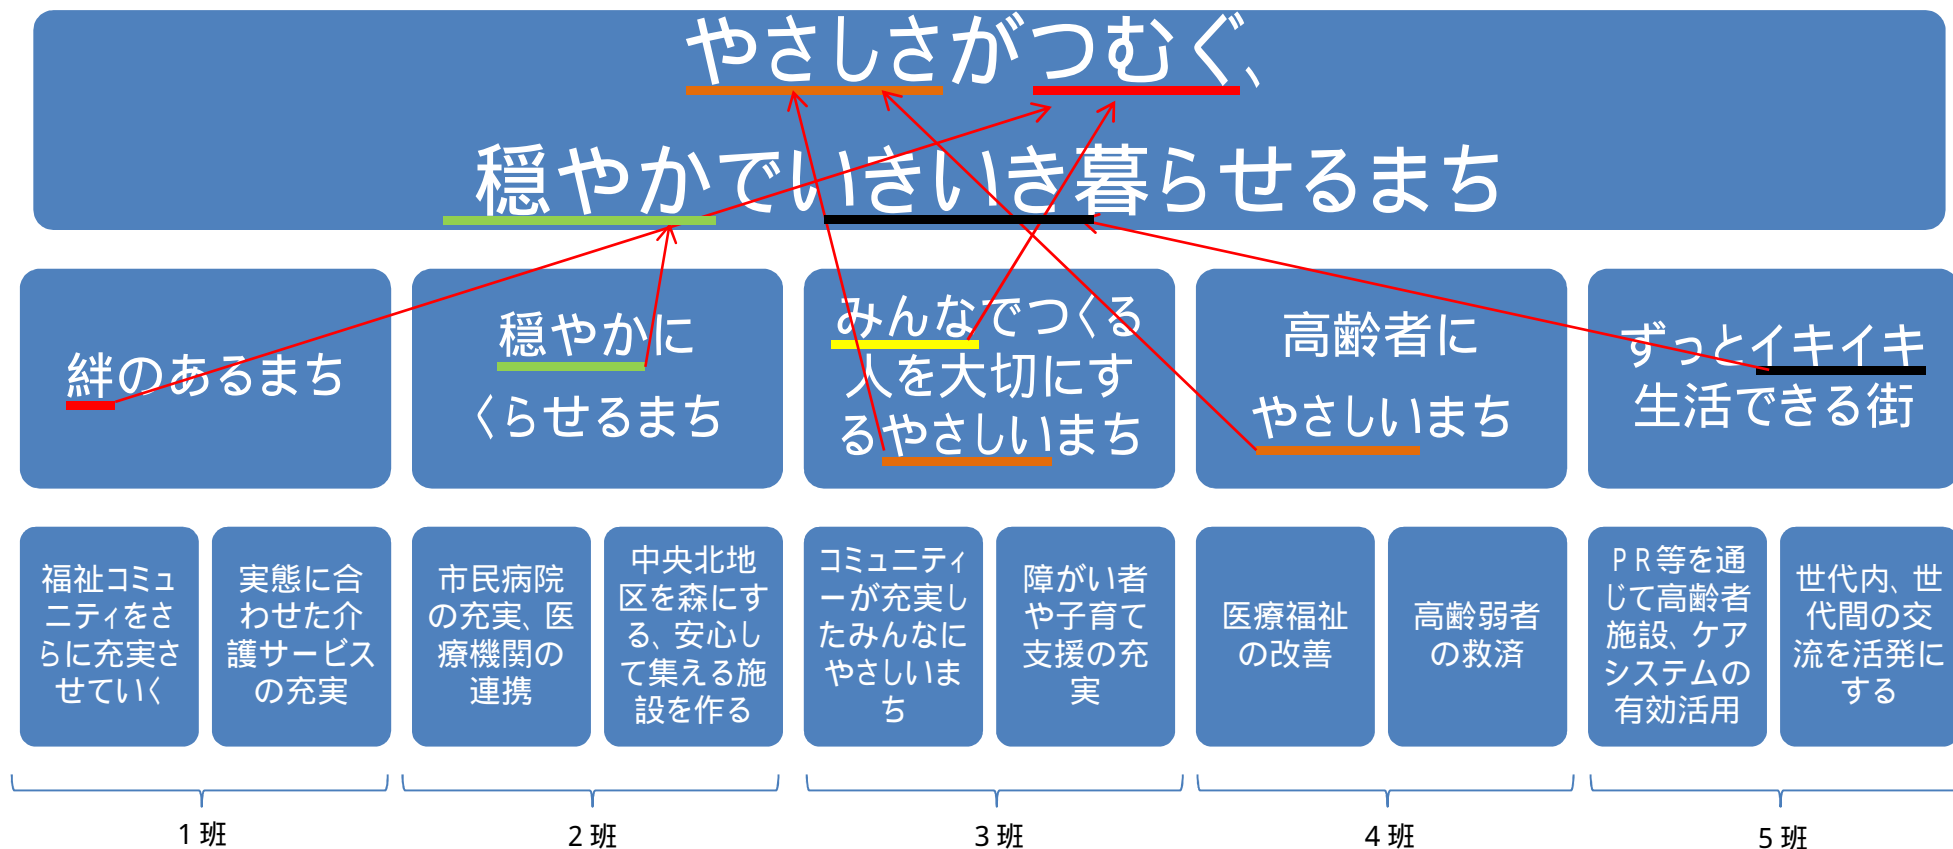 やさしさがつむぐ、
穏やかでいきいき暮らせるまち
絆のあるまち
穏やかに
くらせるまち
みんなでつくる
人を大切にす
るやさしいまち
高齢者に
やさしいまち
ずっとイキイキ
生活できる街
福祉コミュ
ニティをさ
らに充実さ
せていく
実態に合
わせた介
護サービス
の充実
市民病院
の充実、医
療機関の
連携
中央北地
区を森にす
る、安心し
て集える施
設を作る
コミュニティ
ーが充実し
たみんなに
やさしいま
ち
障がい者
や子育て
支援の充
実
医療福祉
の改善
高齢弱者
の救済
PR等を通
じて高齢者
施設、ケア
システムの
有効活用
世代内、世
代間の交
流を活発に
する
1班
2班
3班
4班
5班